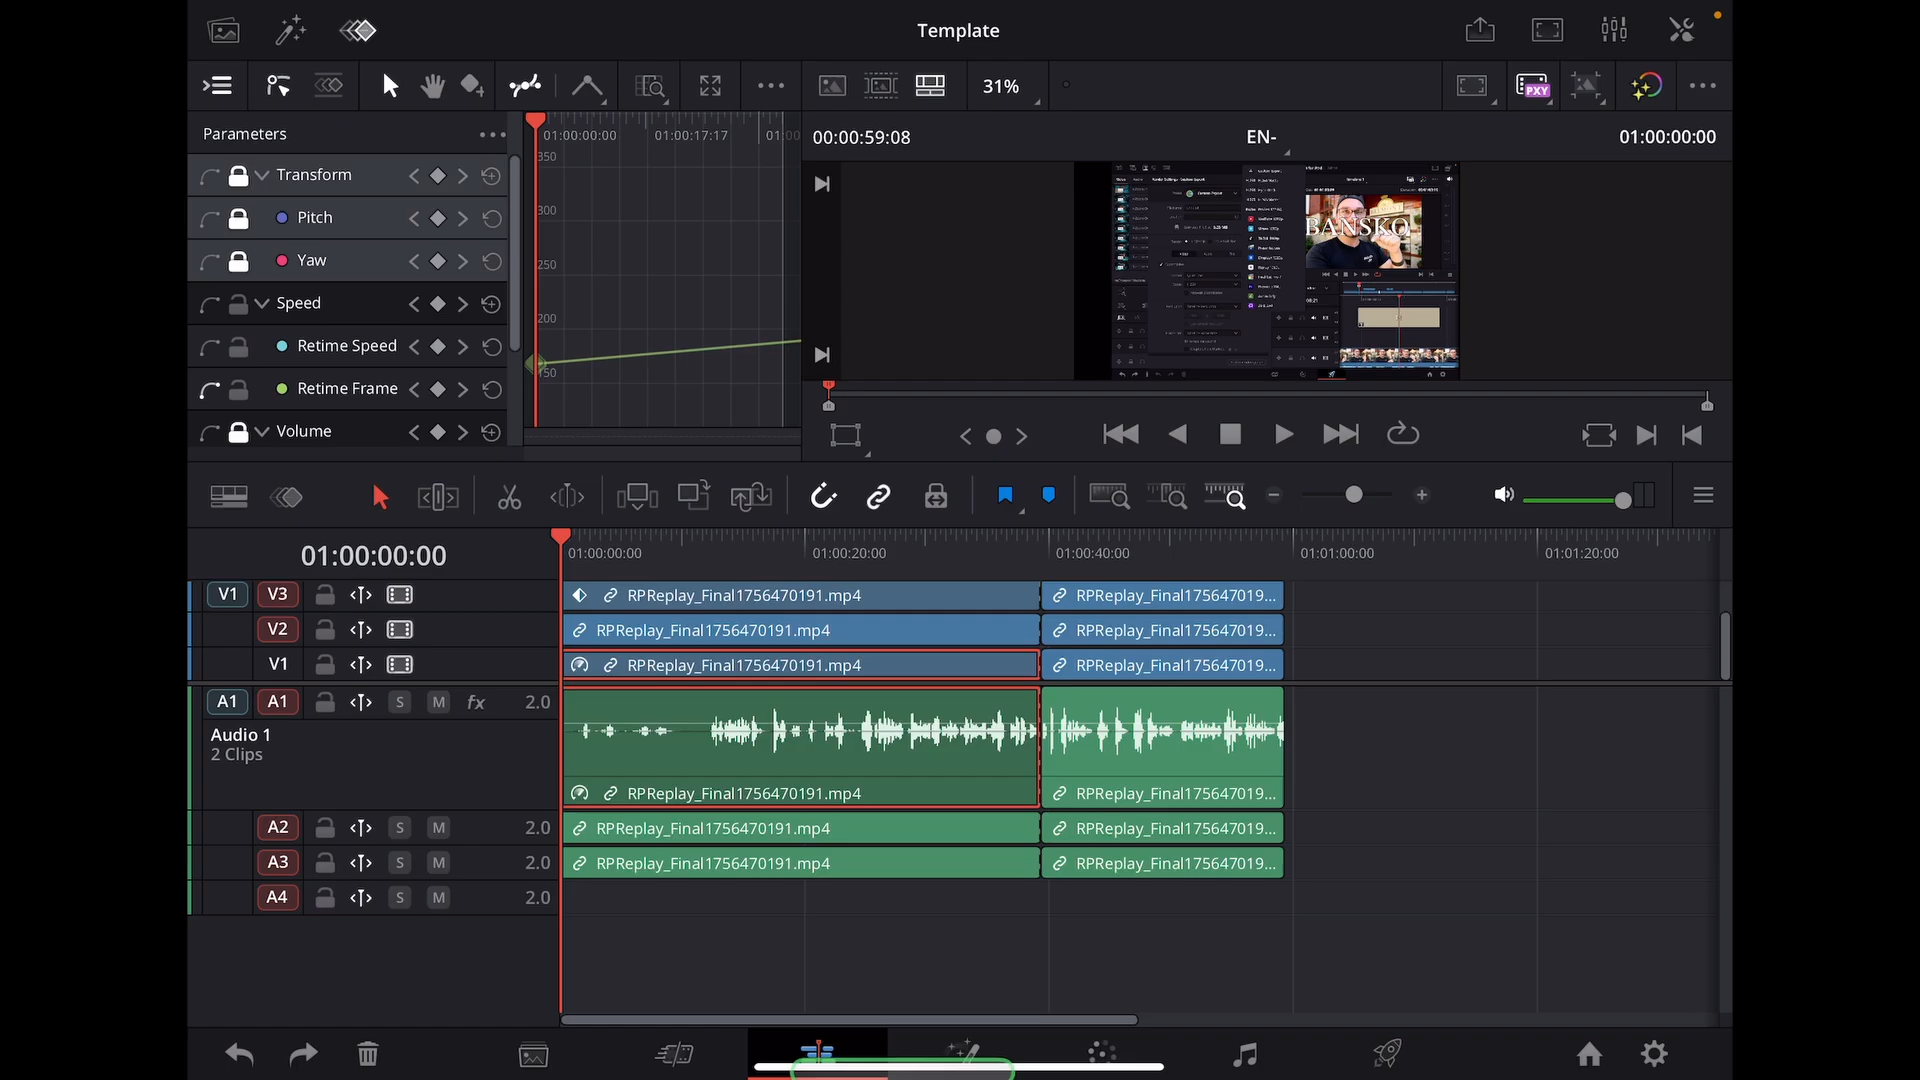 Template
31%
PXY
Parameters
01:00:00:00
01:00:17:17
00:00:59:08
EN-
01:00:00:00
350
300
250
200
150
Transform
Pitch
Yaw
Speed
Retime Speed
Retime Frame
Volume
BANSKO
01:00:00:00
01:00:00:00
01:00:20:00
01:00:40:00
01:01:00:00
01:01:20:00
V1
V3
RPReplay_Final1756470191.mp4
RPReplay_Final175647019...
V2
RPReplay_Final1756470191.mp4
RPReplay_Final175647019...
V1
RPReplay_Final1756470191.mp4
RPReplay_Final175647019...
A1
A1
S
M
fx
2.0
Audio 1
2 Clips
RPReplay_Final1756470191.mp4
RPReplay_Final175647019...
A2
S
M
2.0
RPReplay_Final1756470191.mp4
RPReplay_Final175647019...
A3
S
M
2.0
RPReplay_Final1756470191.mp4
RPReplay_Final175647019...
A4
S
M
2.0